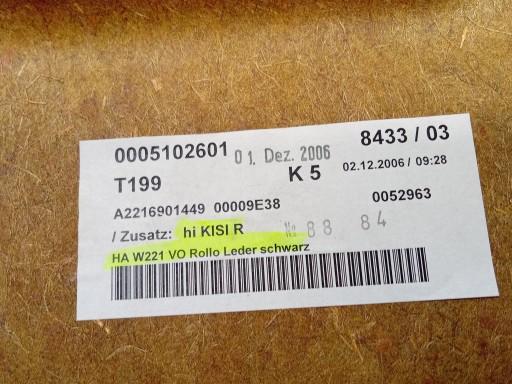 0005102601 01. Dez. 2006 8433 / 03
T199 K 5 02.12.2006 / 09:28
A2216901449 00009E38 0052963
/ Zusatz: hi KISI R № 88 84
HA W221 VO Rollo Leder schwarz